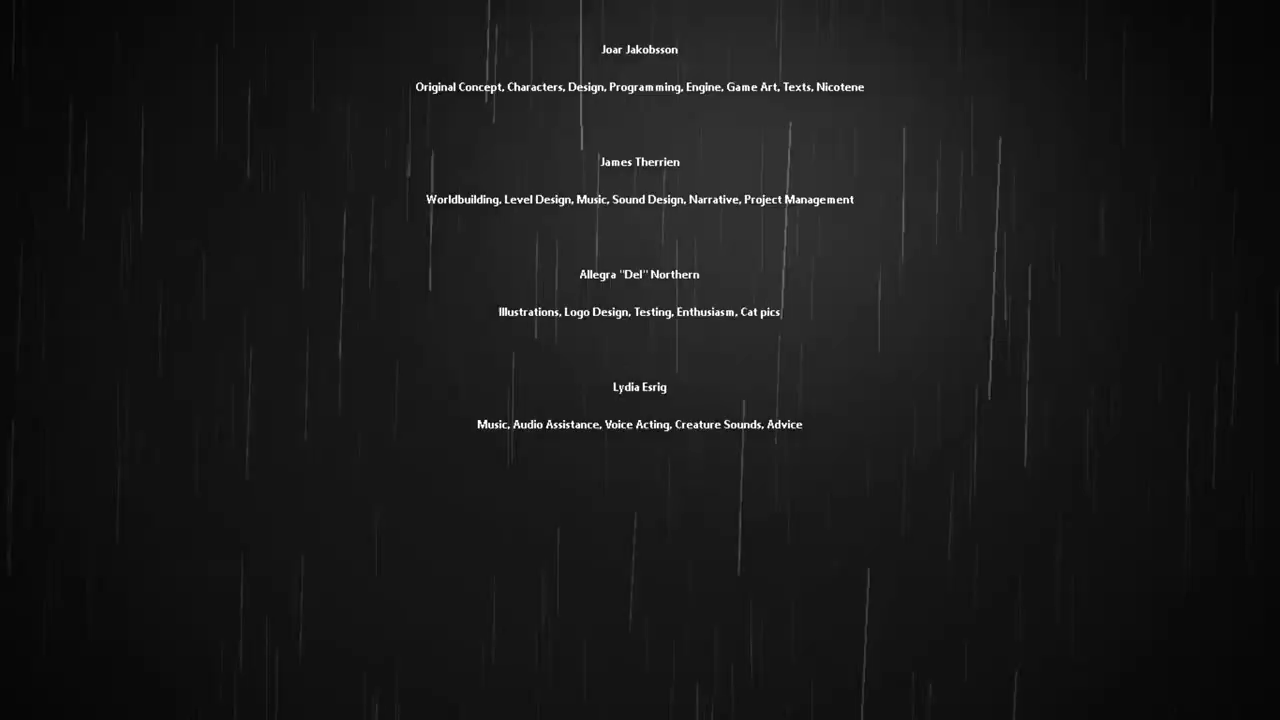 Joar Jakobsson
Original Concept, Characters, Design, Programming, Engine, Game Art, Texts, Nicotene
James Therrien
Worldbuilding, Level Design, Music, Sound Design, Narrative, Project Management
Allegra "Del" Northern
Illustrations, Logo Design, Testing, Enthusiasm, Cat pics
Lydia Esrig
Music, Audio Assistance, Voice Acting, Creature Sounds, Advice